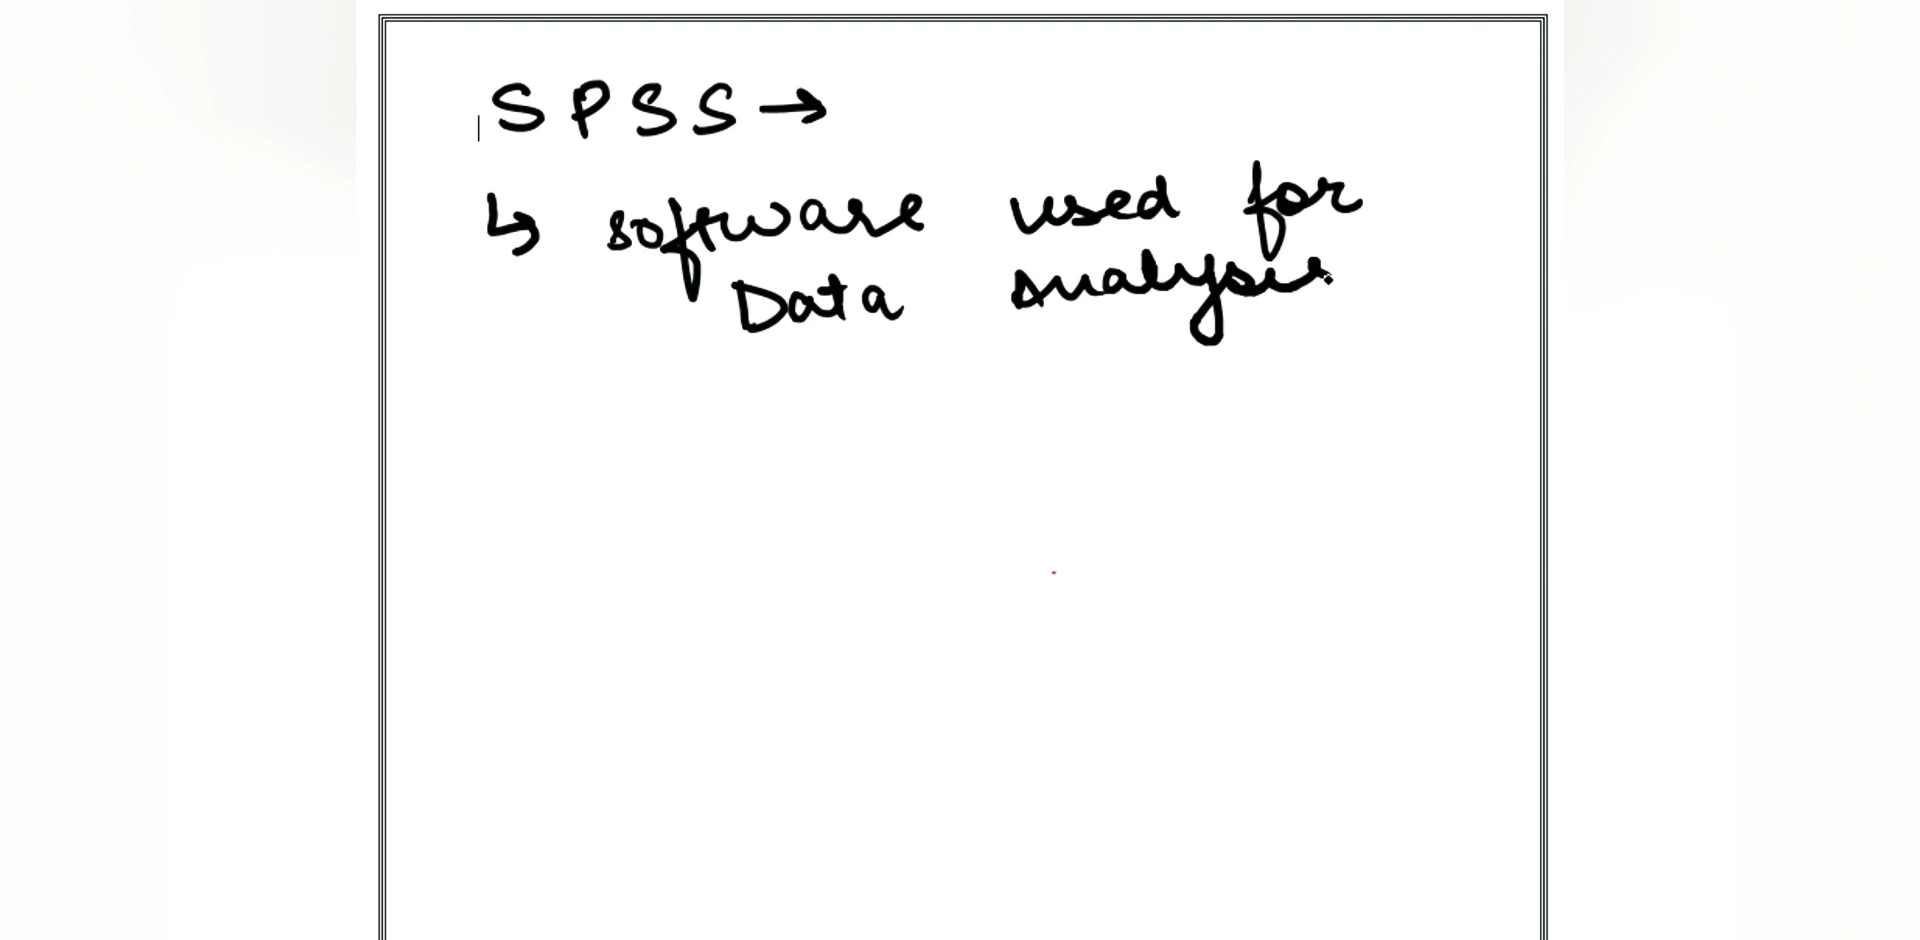 SPSS →
↳ software used for
Data Analysis